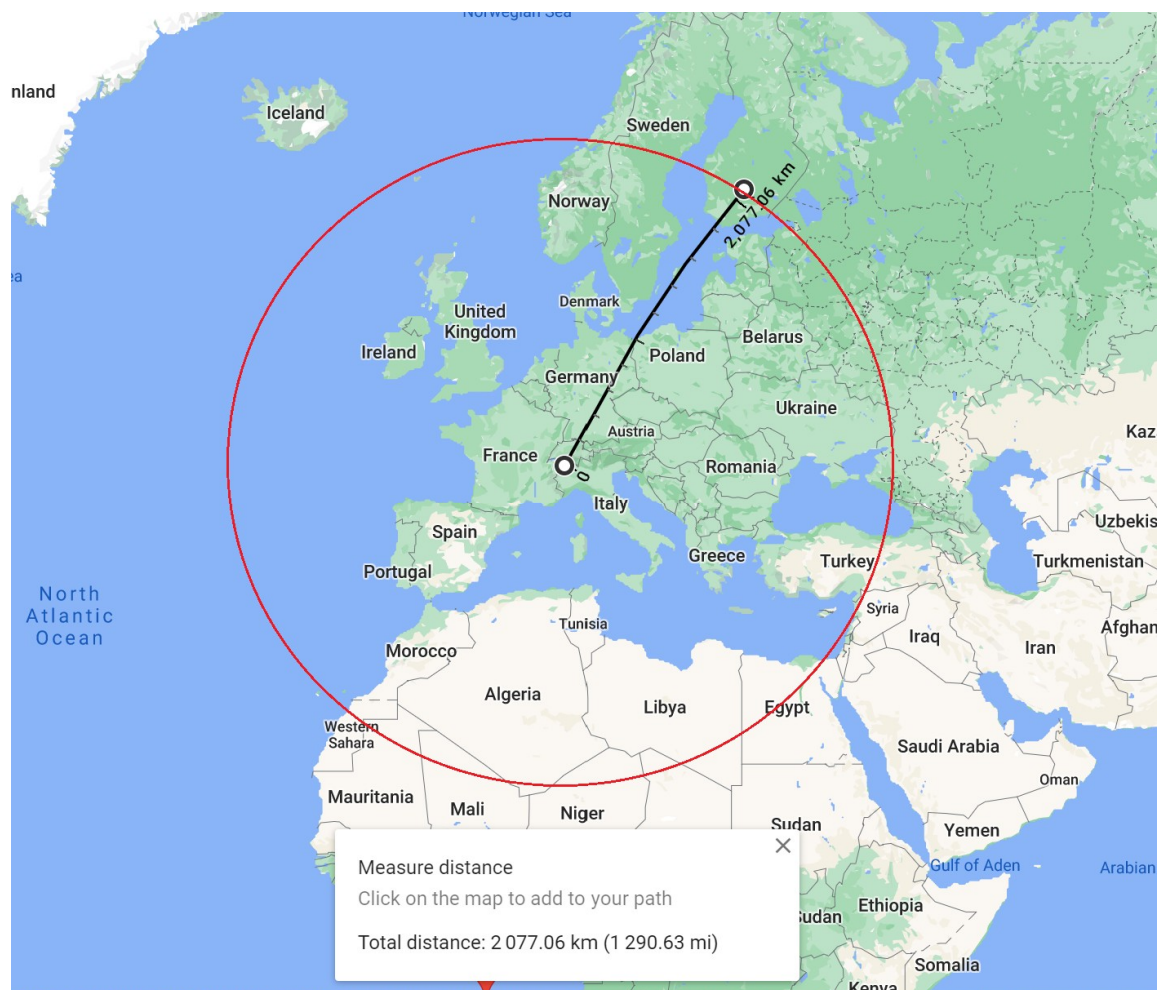 Norwegian Sea
nland
Iceland
Sweden
Norway
2,077.06 km
ea
Denmark
United
Kingdom
Ireland
Belarus
Poland
Germany
Ukraine
Austria
Kaz
France
Romania
0
Italy
Uzbekis
Spain
Greece
Turkey
Turkmenistan
Portugal
North
Atlantic
Ocean
Syria
Tunisia
Afghan
Iraq
Iran
Morocco
Algeria
Libya
Egypt
Western
Sahara
Saudi Arabia
Oman
Mauritania
Mali
Niger
Sudan
Yemen
Gulf of Aden
Arabian
Measure distance
Click on the map to add to your path
Total distance: 2 077.06 km (1 290.63 mi)
Sudan
Ethiopia
Somalia
Kenya